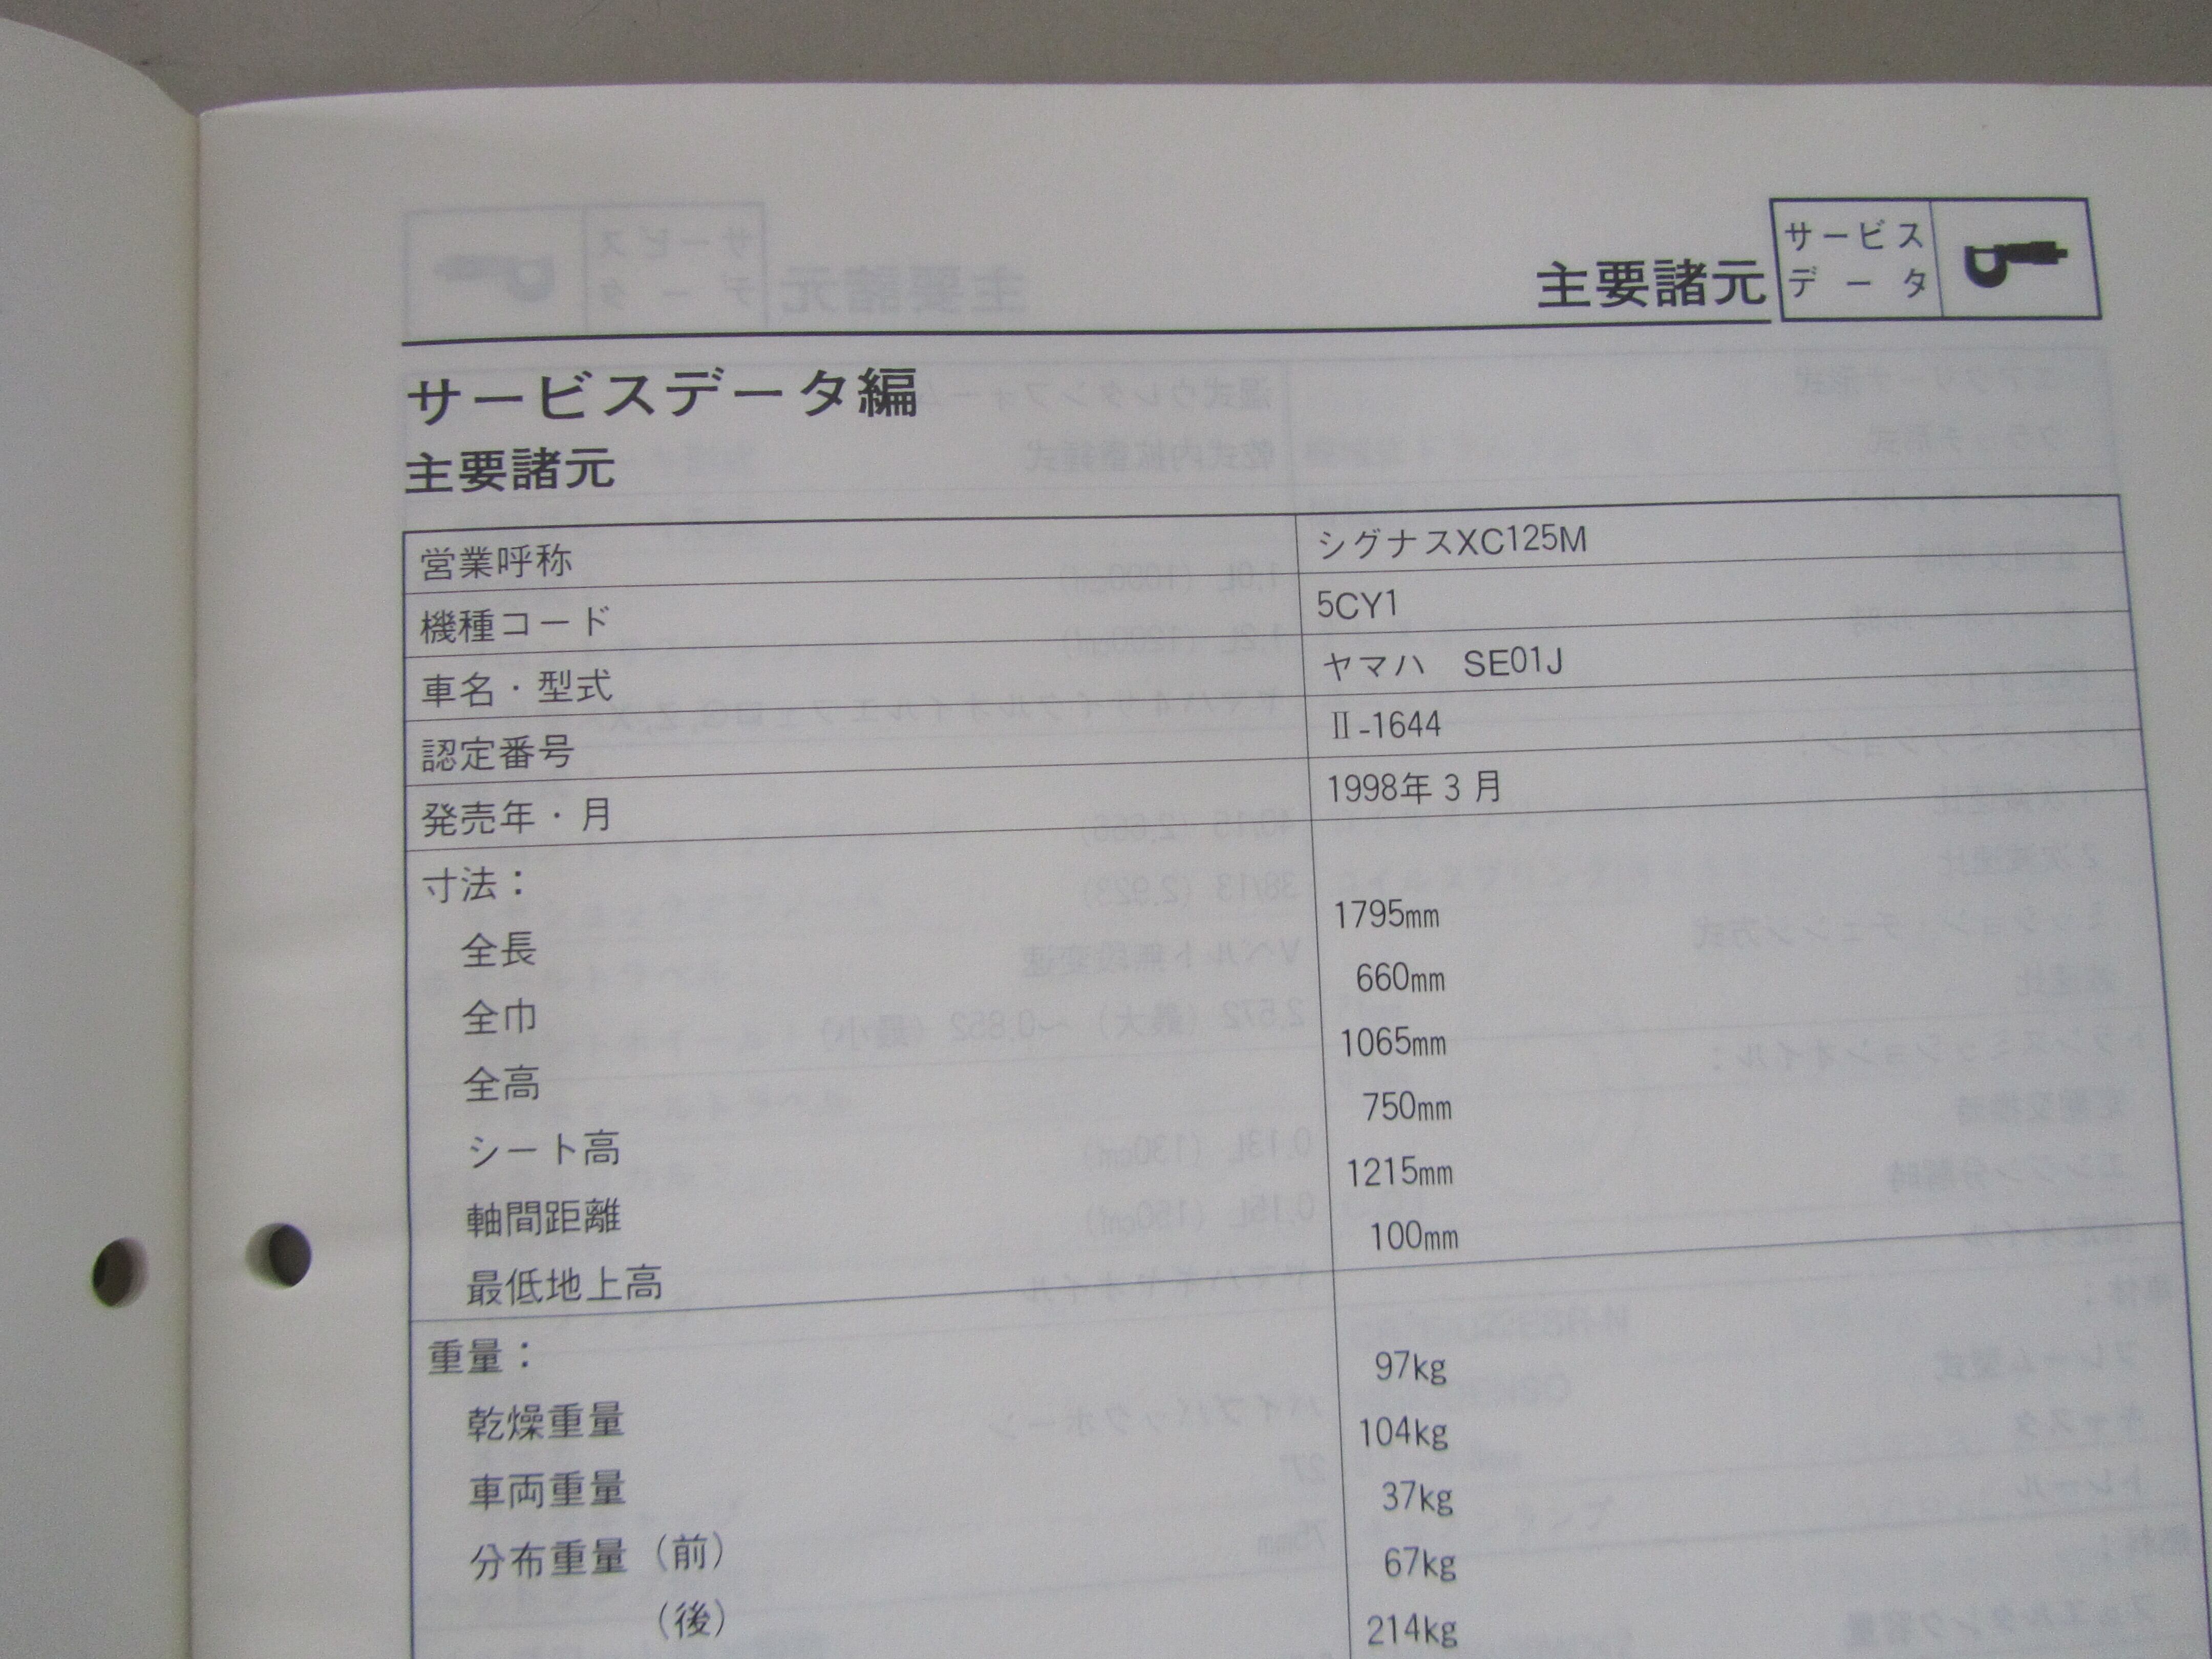 主要諸元
サービス
データ
サービスデータ編
主要諸元
営業呼称 シグナスXC125M
機種コード 5CY1
車名・型式 ヤマハ SE01J
認定番号 Ⅱ-1644
発売年・月 1998年3月
寸法：
全長 1795mm
全巾 660mm
全高 1065mm
シート高 750mm
軸間距離 1215mm
最低地上高 100mm
重量：
乾燥重量 97kg
車両重量 104kg
分布重量（前） 37kg
（後） 67kg
214kg